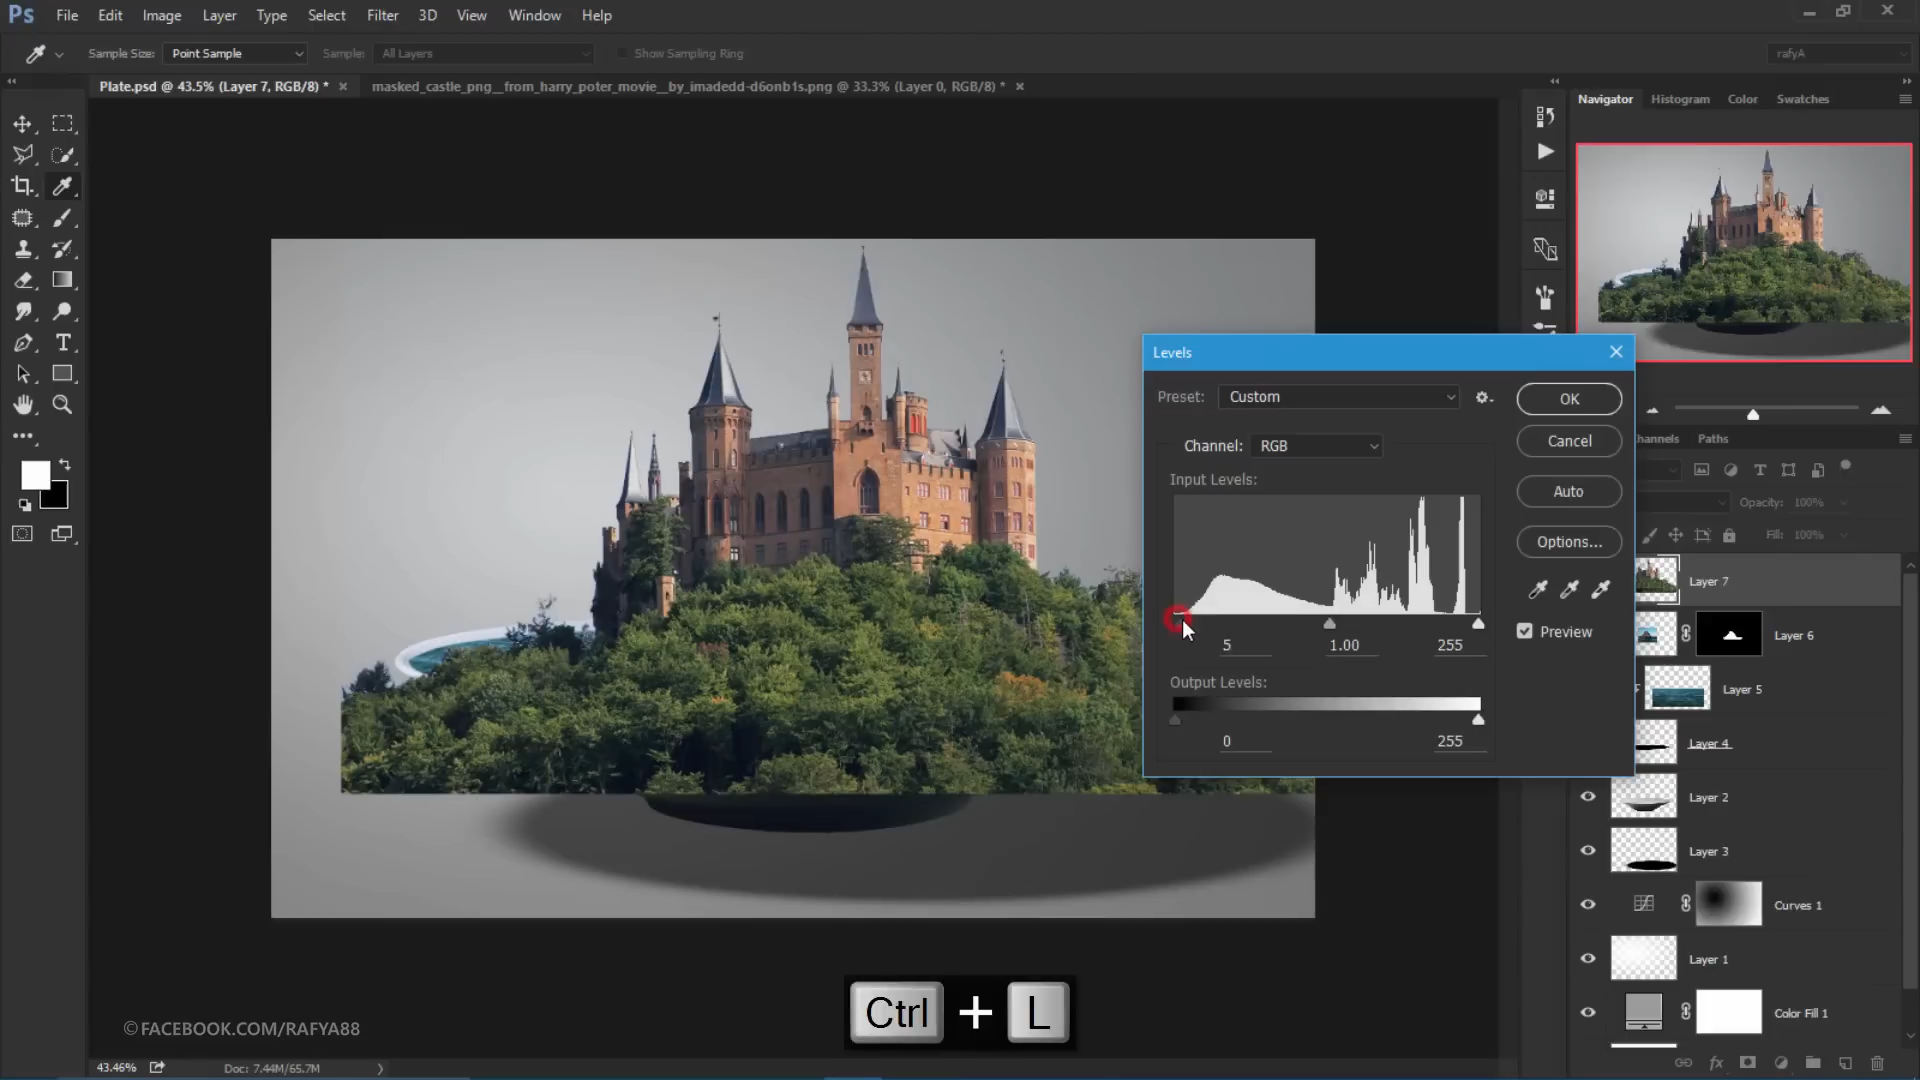 Ps File Edit Image Layer Type Select Filter 3D View Window Help
Sample Size: Point Sample Sample: All Layers Show Sampling Ring rafyA
Plate.psd @ 43.5% (Layer 7, RGB/8) * × masked_castle_png__from_harry_poter_movie__by_imadedd-d6onb1s.png @ 33.3% (Layer 0, RGB/8) * ×
Navigator Histogram Color Swatches
Levels
Preset: Custom
OK
Channel: RGB
Cancel
Input Levels:
Auto
Options...
Preview
5 1.00 255
Output Levels:
0 255
hannels Paths
Opacity: 100%
Fill: 100%
Layer 7
Layer 6
Layer 5
Layer 4
Layer 2
Layer 3
Curves 1
Layer 1
Color Fill 1
Ctrl + L
©FACEBOOK.COM/RAFYA88
43.46% Doc: 7.44M/65.7M
fx